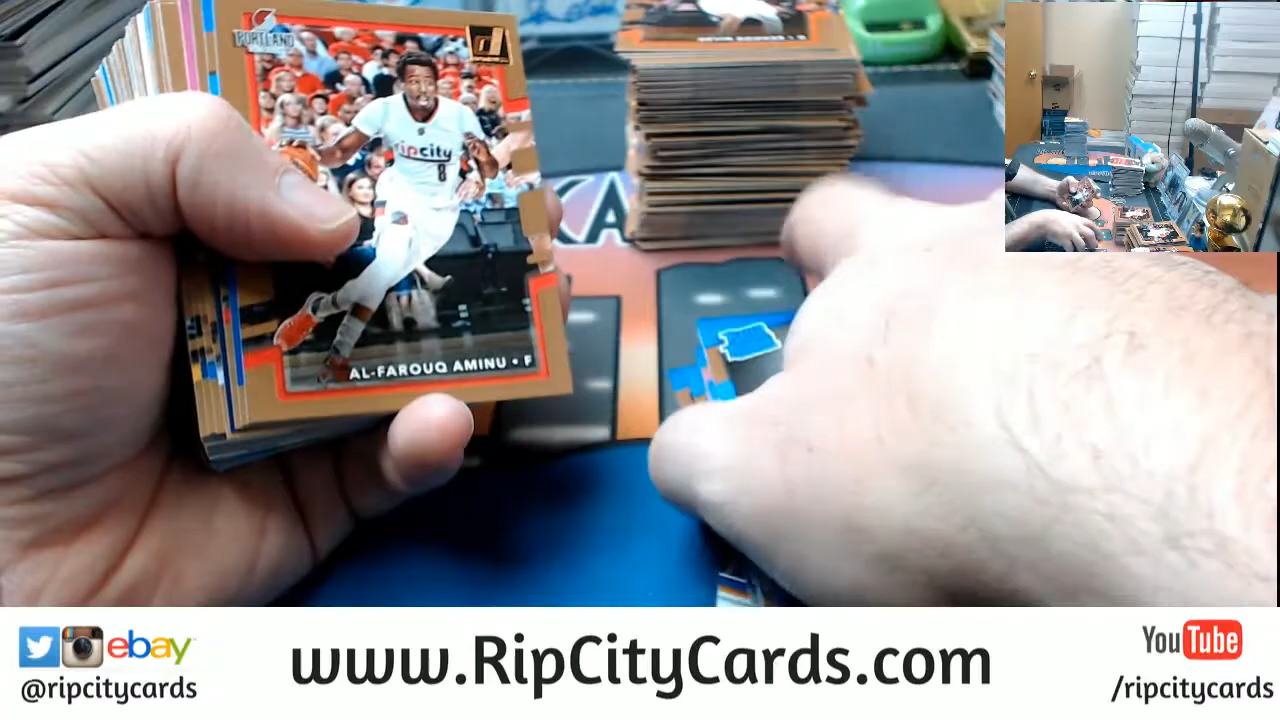 PORTLAND
ripcity
8
AL-FAROUQ AMINU • F
ebay
@ripcitycards
www.RipCityCards.com
YouTube
/ripcitycards